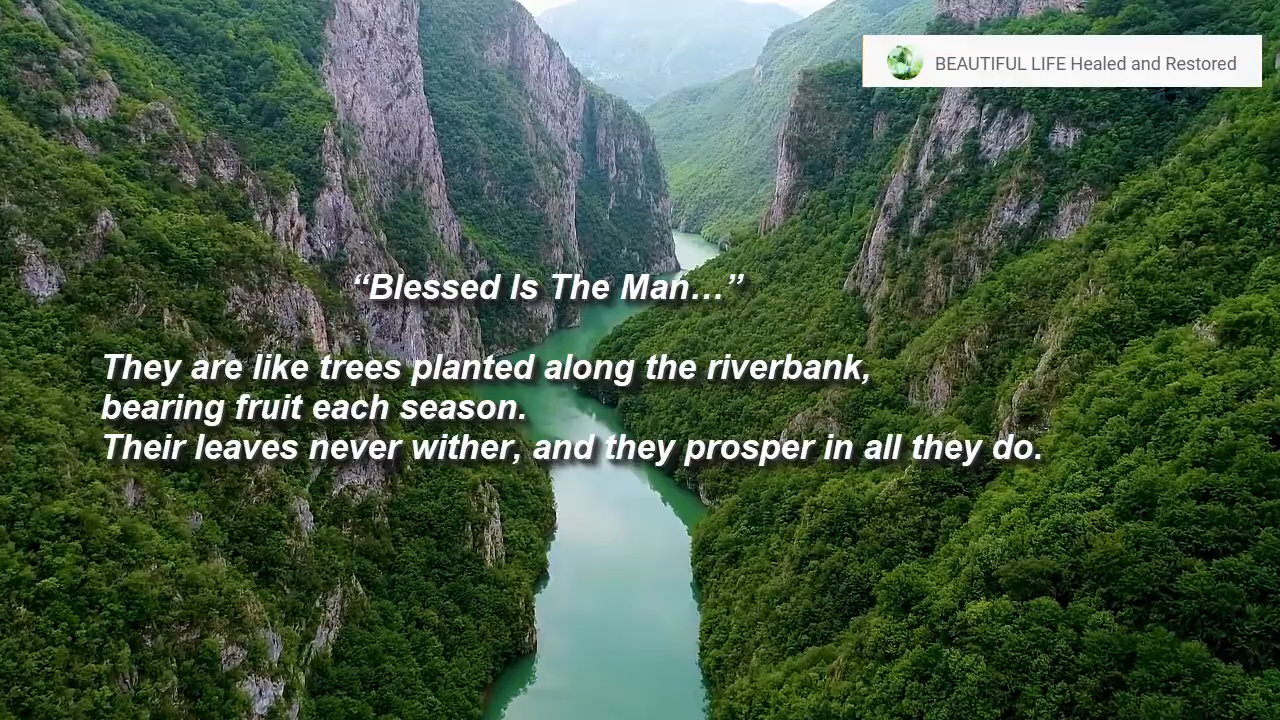 BEAUTIFUL LIFE Healed and Restored
“Blessed Is The Man…”
They are like trees planted along the riverbank,
bearing fruit each season.
Their leaves never wither, and they prosper in all they do.